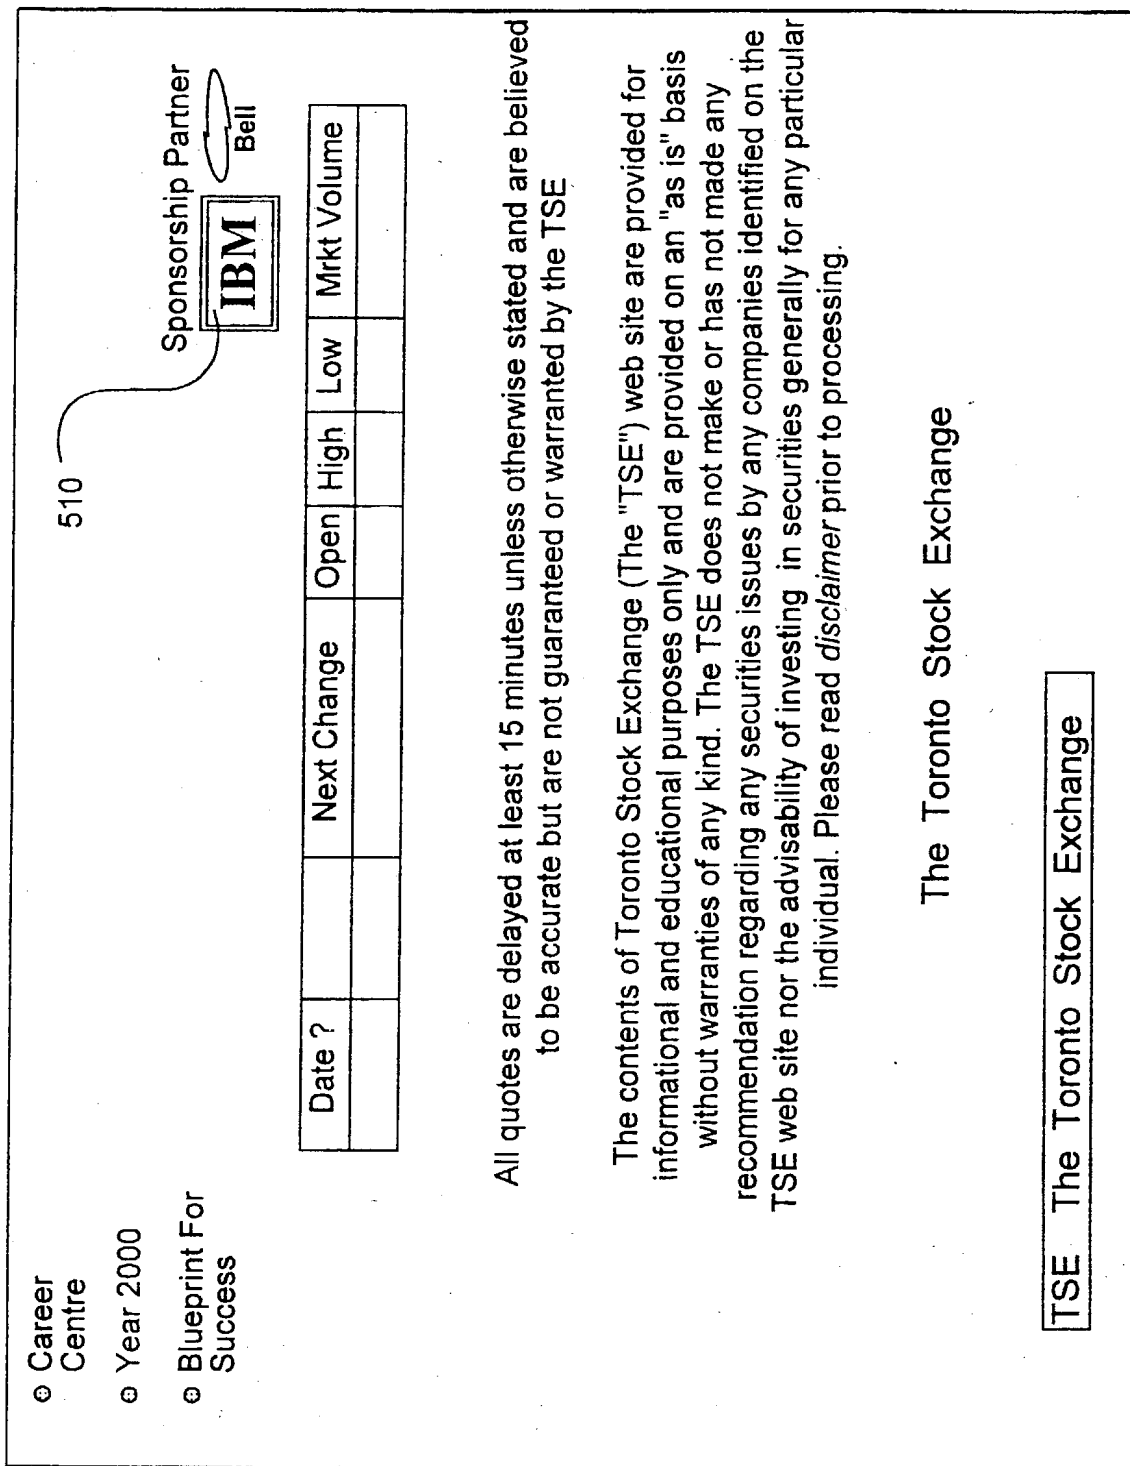 Career
Centre
Year 2000
Blueprint For
Success
510
Sponsorship Partner
IBM
Bell
Date ? Next Change Open High Low Mrkt Volume
All quotes are delayed at least 15 minutes unless otherwise stated and are believed
to be accurate but are not guaranteed or warranted by the TSE
The contents of Toronto Stock Exchange (The "TSE") web site are provided for
informational and educational purposes only and are provided on an "as is" basis
without warranties of any kind. The TSE does not make or has not made any
recommendation regarding any securities issues by any companies identified on the
TSE web site nor the advisability of investing in securities generally for any particular
individual. Please read disclaimer prior to processing.
The Toronto Stock Exchange
TSE The Toronto Stock Exchange